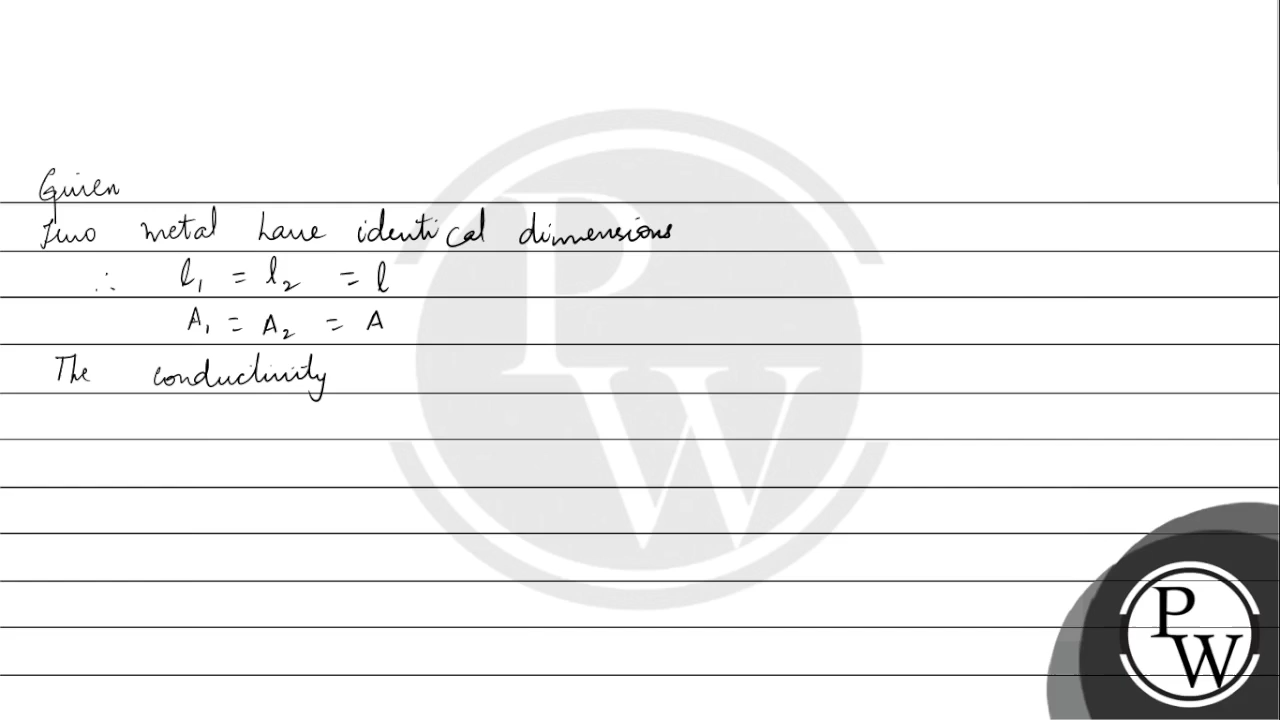 Given
Two metal have identical dimensions
∴ l₁ = l₂ = l
A₁ = A₂ = A
The conductivity
P
W
P
W